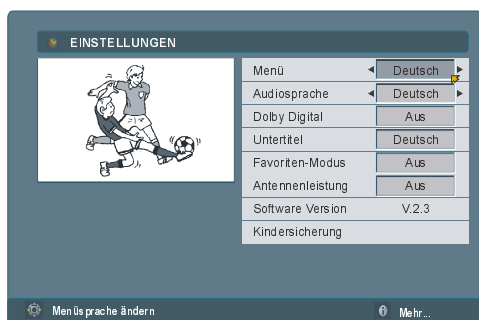 EINSTELLUNGEN
Menü Deutsch
Audiosprache Deutsch
Dolby Digital Aus
Untertitel Deutsch
Favoriten-Modus Aus
Antennenleistung Aus
Software Version V.2.3
Kindersicherung
Menüsprache ändern Mehr...